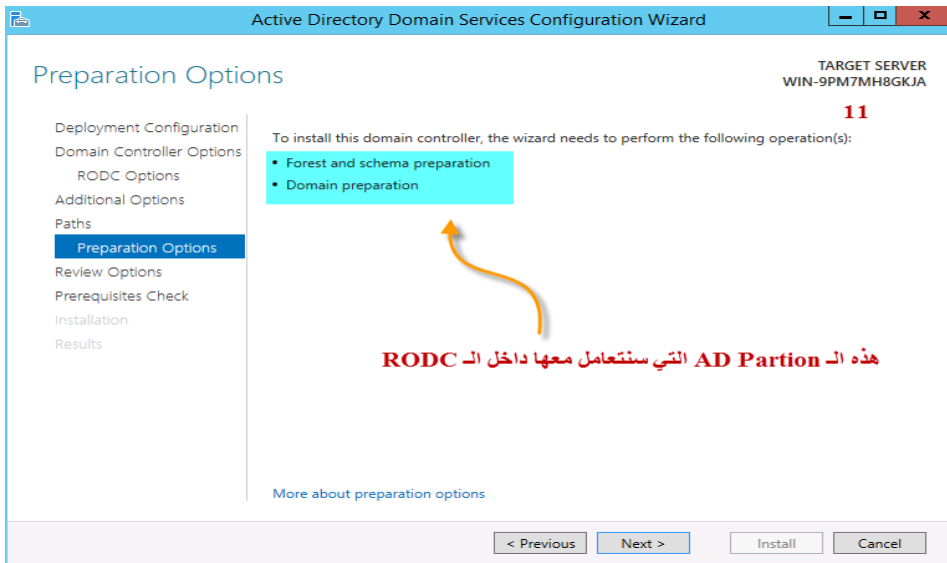 Active Directory Domain Services Configuration Wizard
Preparation Options
TARGET SERVER
WIN-9PM7MH8GKJA
11
Deployment Configuration
Domain Controller Options
RODC Options
Additional Options
Paths
Preparation Options
Review Options
Prerequisites Check
Installation
Results
To install this domain controller, the wizard needs to perform the following operation(s):
• Forest and schema preparation
• Domain preparation
هذه الـ AD Partion التي سنتعامل معها داخل الـ RODC
More about preparation options
< Previous
Next >
Install
Cancel